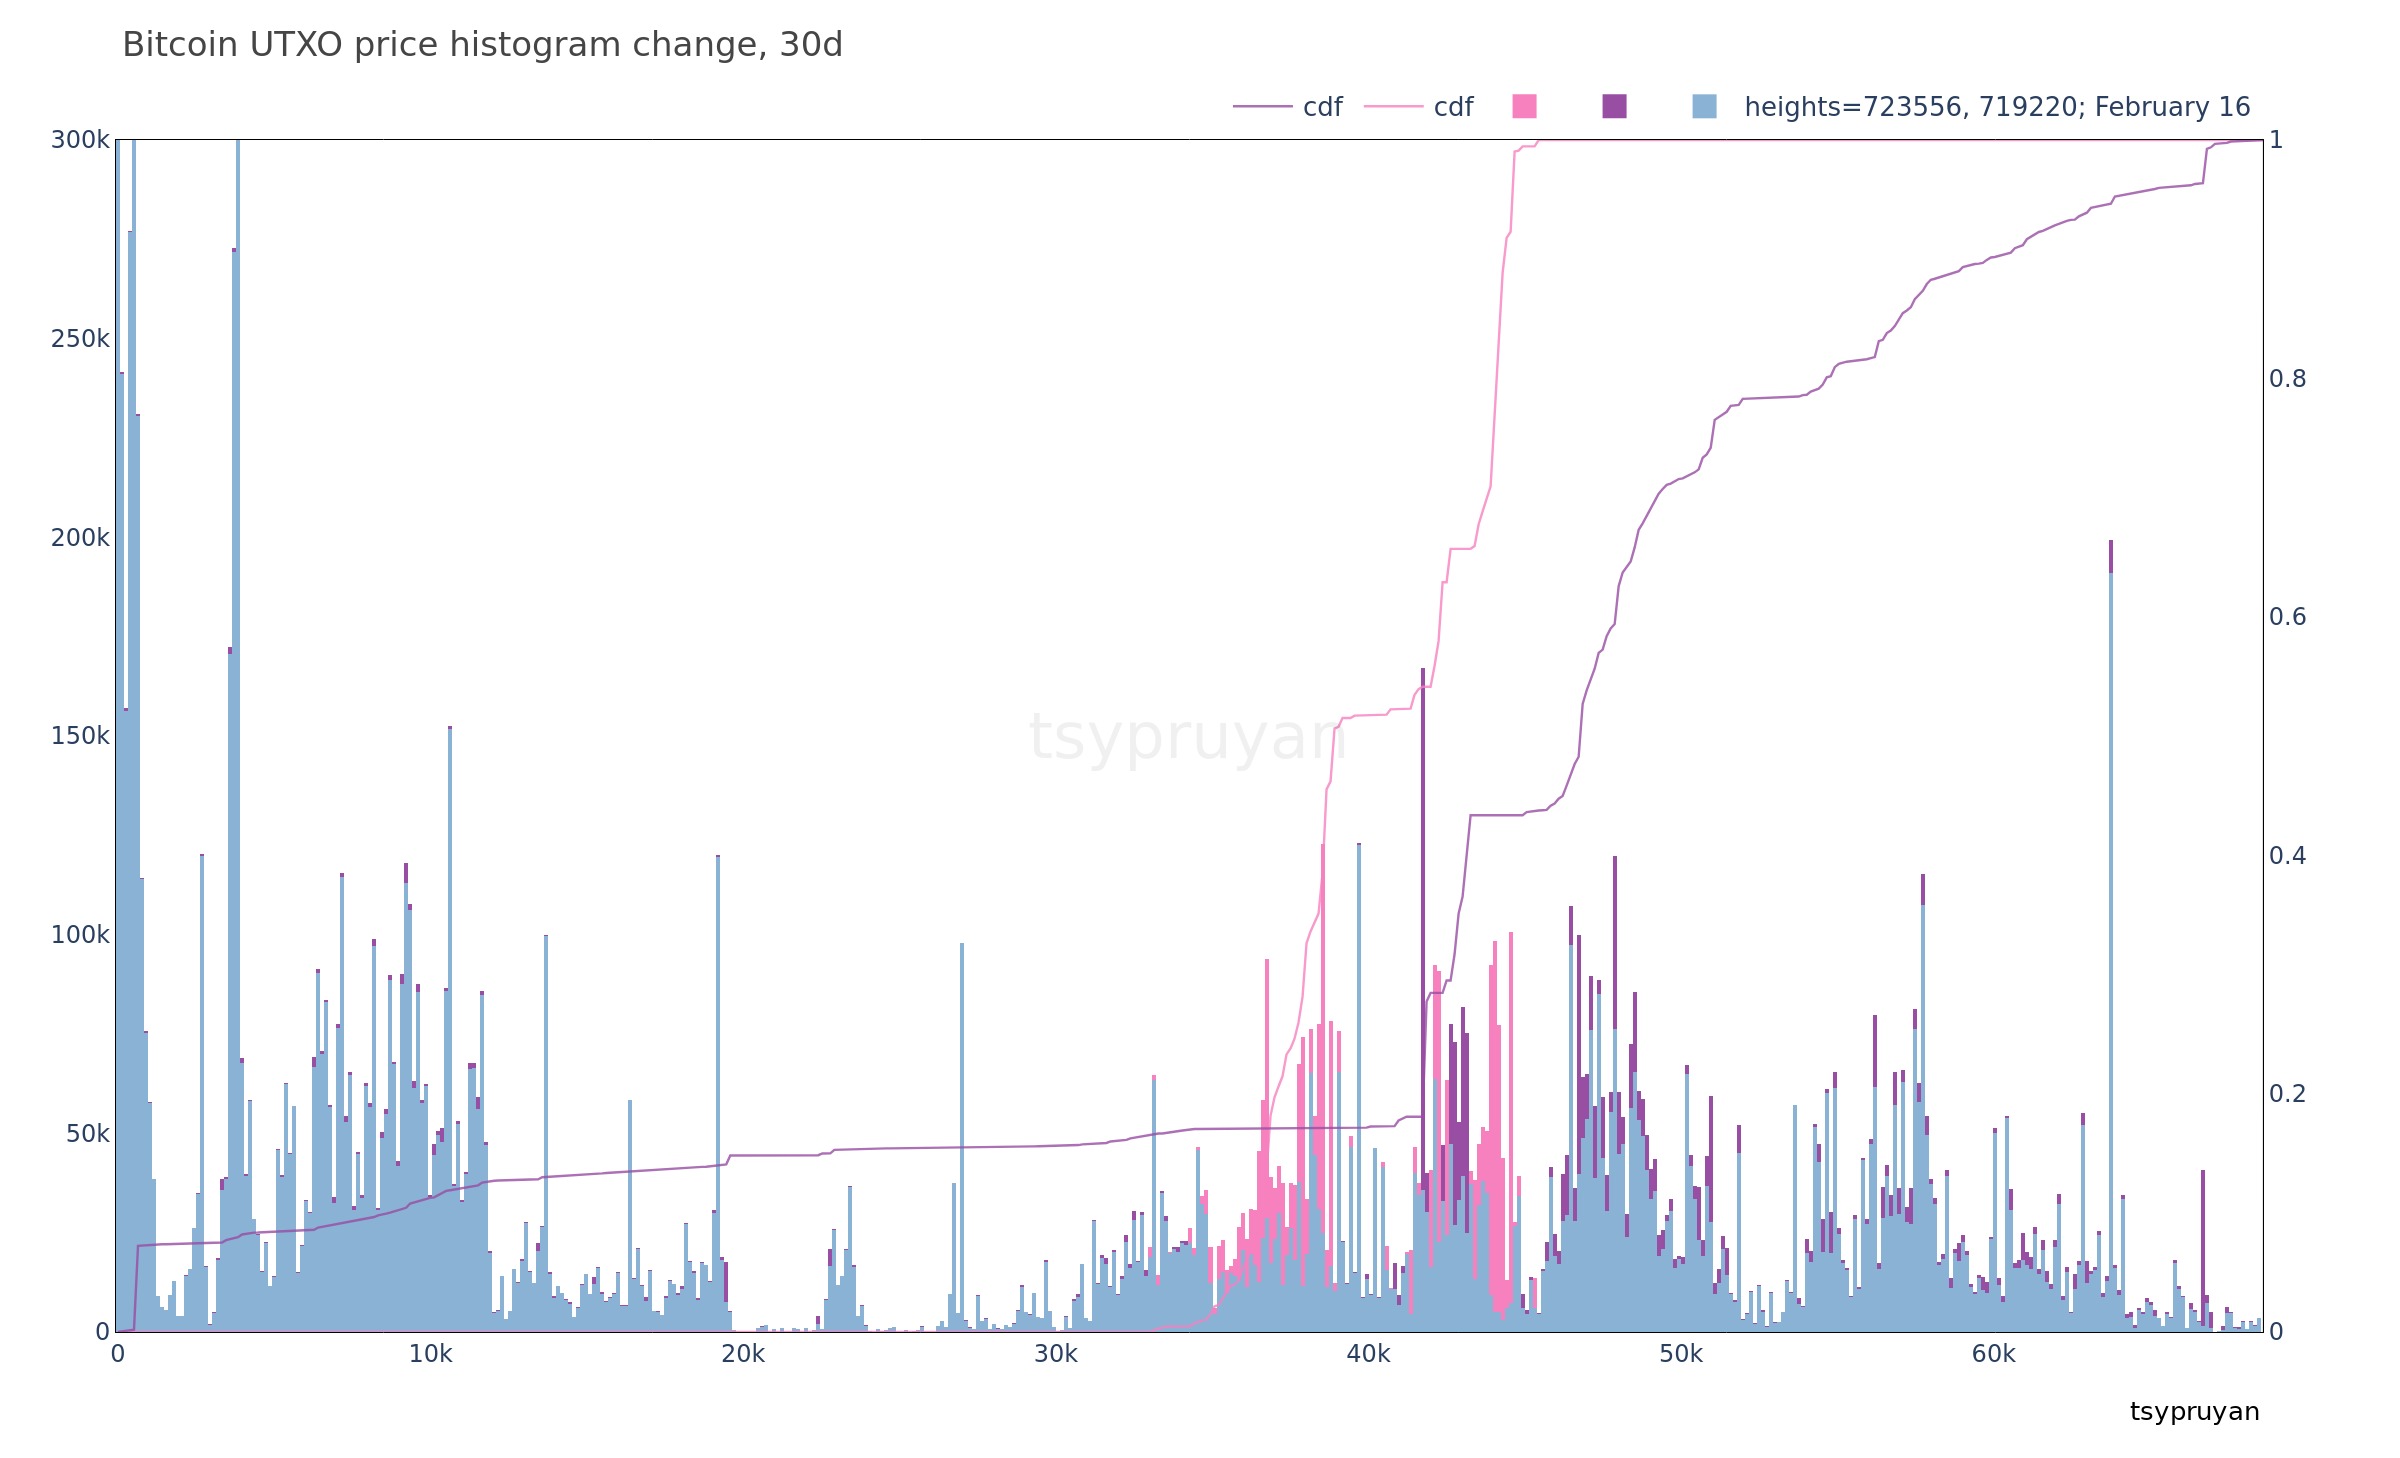 Bitcoin UTXO price histogram change, 30d
cdf cdf heights=723556, 719220; February 16
300k
250k
200k
150k
100k
50k
0
1
0.8
0.6
0.4
0.2
0
tsypruyan
0 10k 20k 30k 40k 50k 60k
tsypruyan